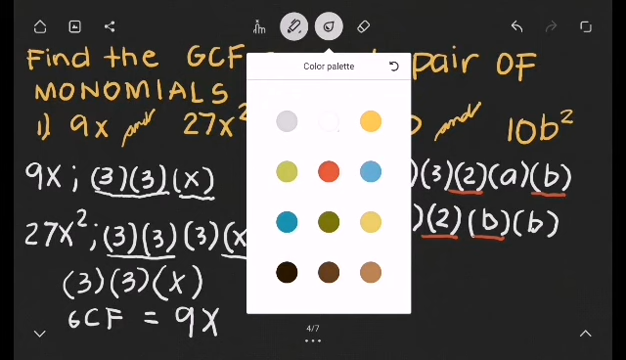 Find the GCF pair OF
MONOMIALS
1) 9x and 27x² and 10b²
Color palette
9x ; (3)(3)(x) )(3)(2)(a)(b)
27x² ; (3)(3)(3)(x )(2)(b)(b)
(3)(3)(x)
GCF = 9x
4/7